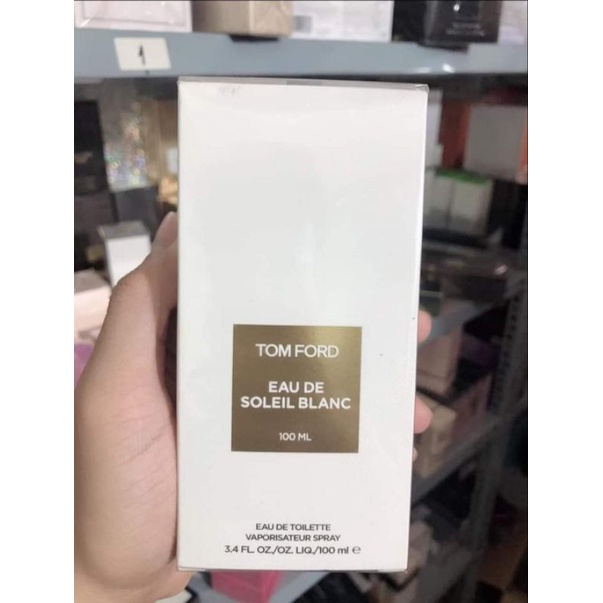 1
TOM FORD
EAU DE
SOLEIL BLANC
100 ML
EAU DE TOILETTE
VAPORISATEUR SPRAY
3.4 FL. OZ./OZ. LIQ./100 ml ℮